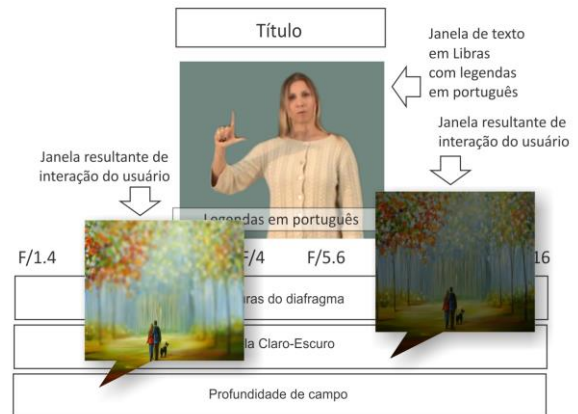 Título
Janela de texto
em Libras
com legendas
em português
Janela resultante de
interação do usuário
Janela resultante de
interação do usuário
Legendas em português
F/1.4
F/4
F/5.6
16
do diafragma
Claro-Escuro
Profundidade de campo